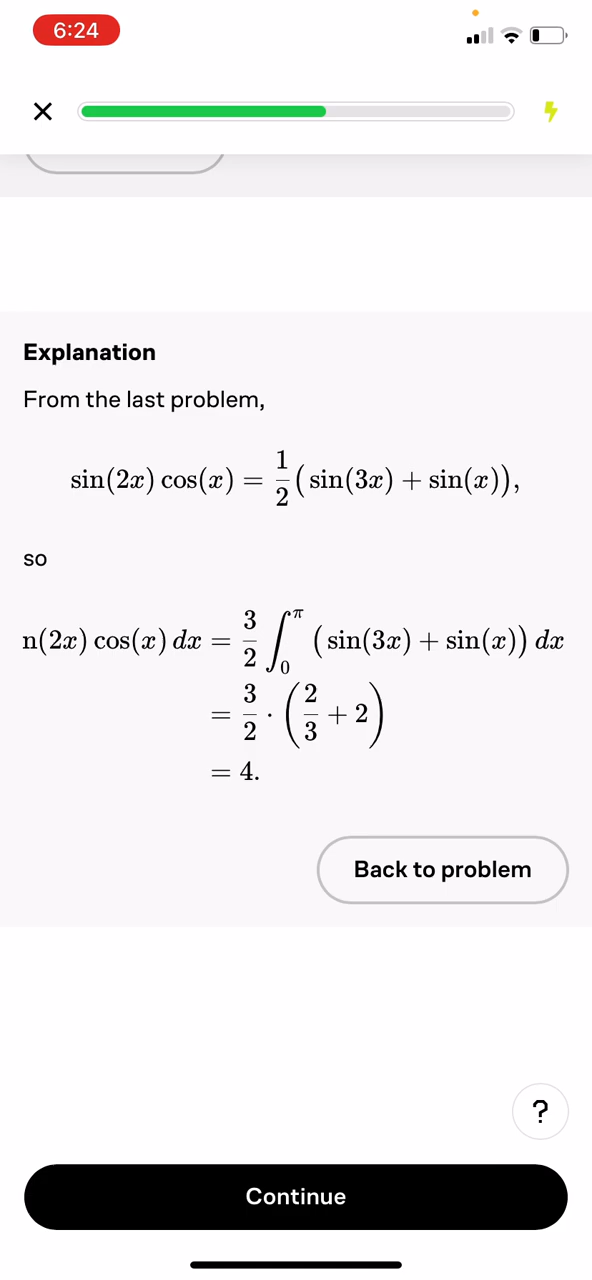 6:24
Explanation
From the last problem,
sin(2x) cos(x) = 1/2 ( sin(3x) + sin(x)),
so
n(2x) cos(x) dx = 3/2 ∫₀^π ( sin(3x) + sin(x)) dx
= 3/2 · (2/3 + 2)
= 4.
Back to problem
?
Continue